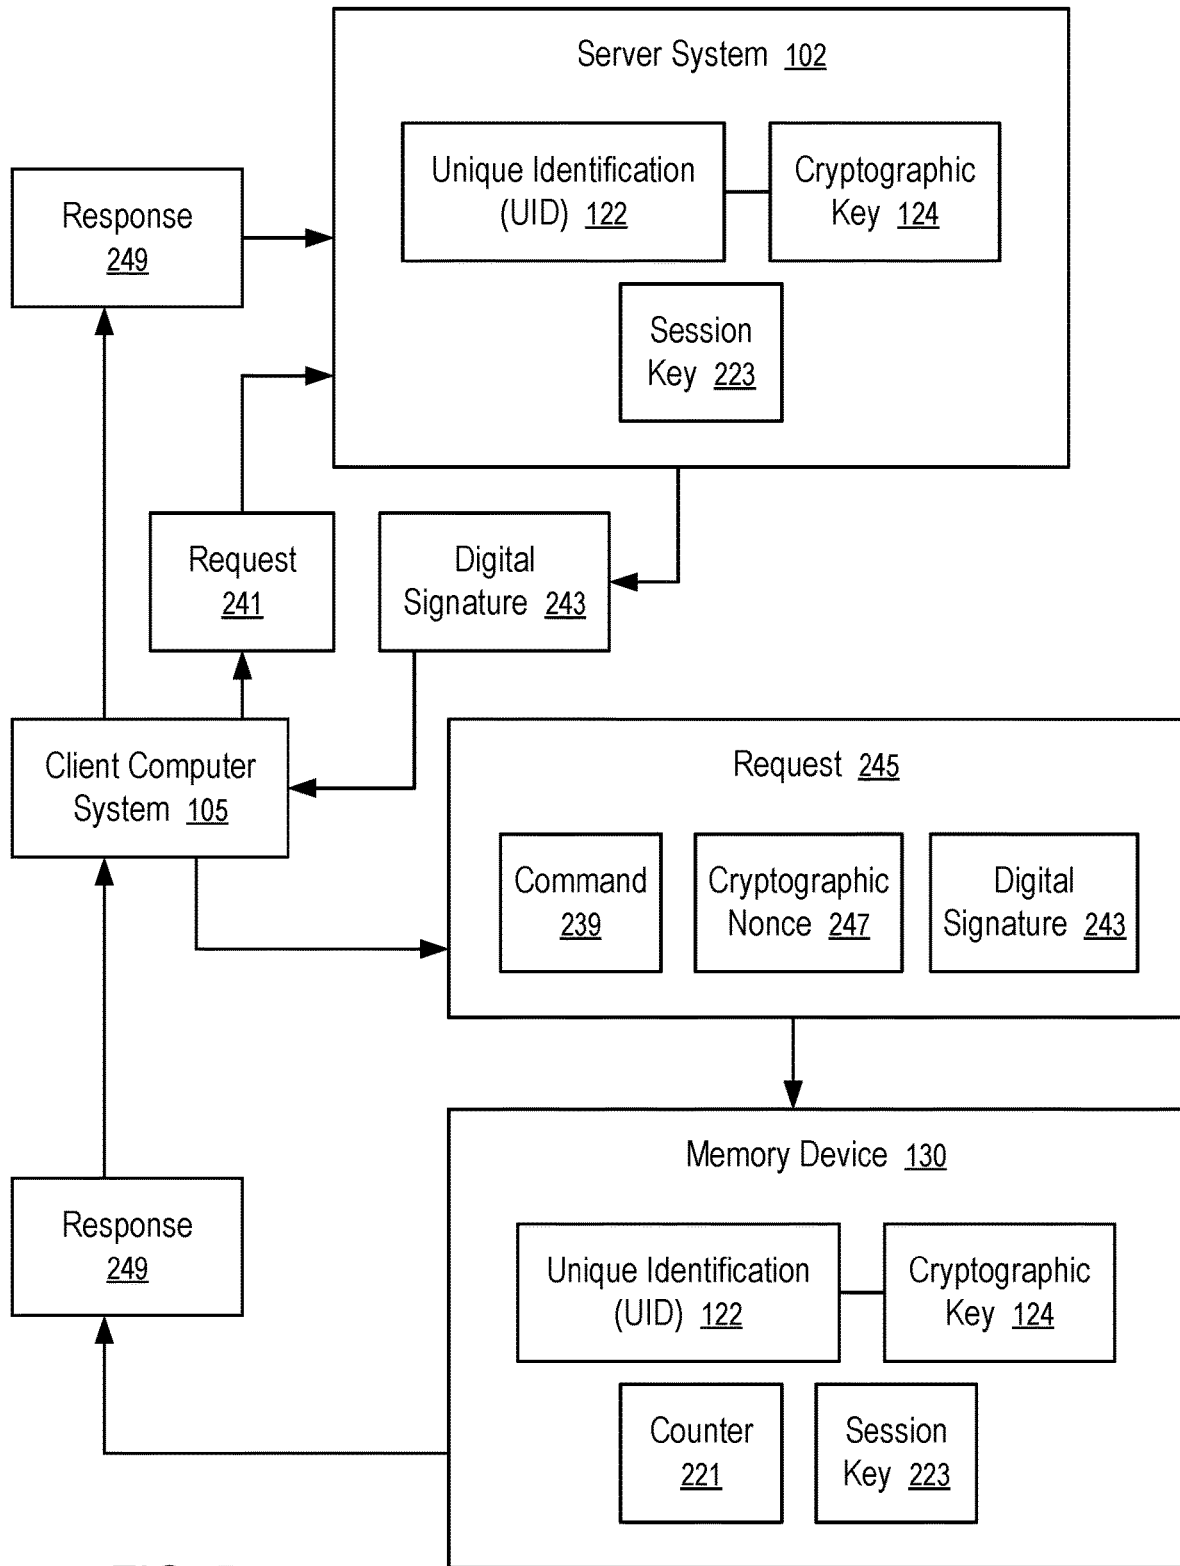 Server System 102
Unique Identification
(UID) 122
Cryptographic
Key 124
Session
Key 223
Response
249
Request
241
Digital
Signature 243
Client Computer
System 105
Request 245
Command
239
Cryptographic
Nonce 247
Digital
Signature 243
Memory Device 130
Unique Identification
(UID) 122
Cryptographic
Key 124
Counter
221
Session
Key 223
Response
249